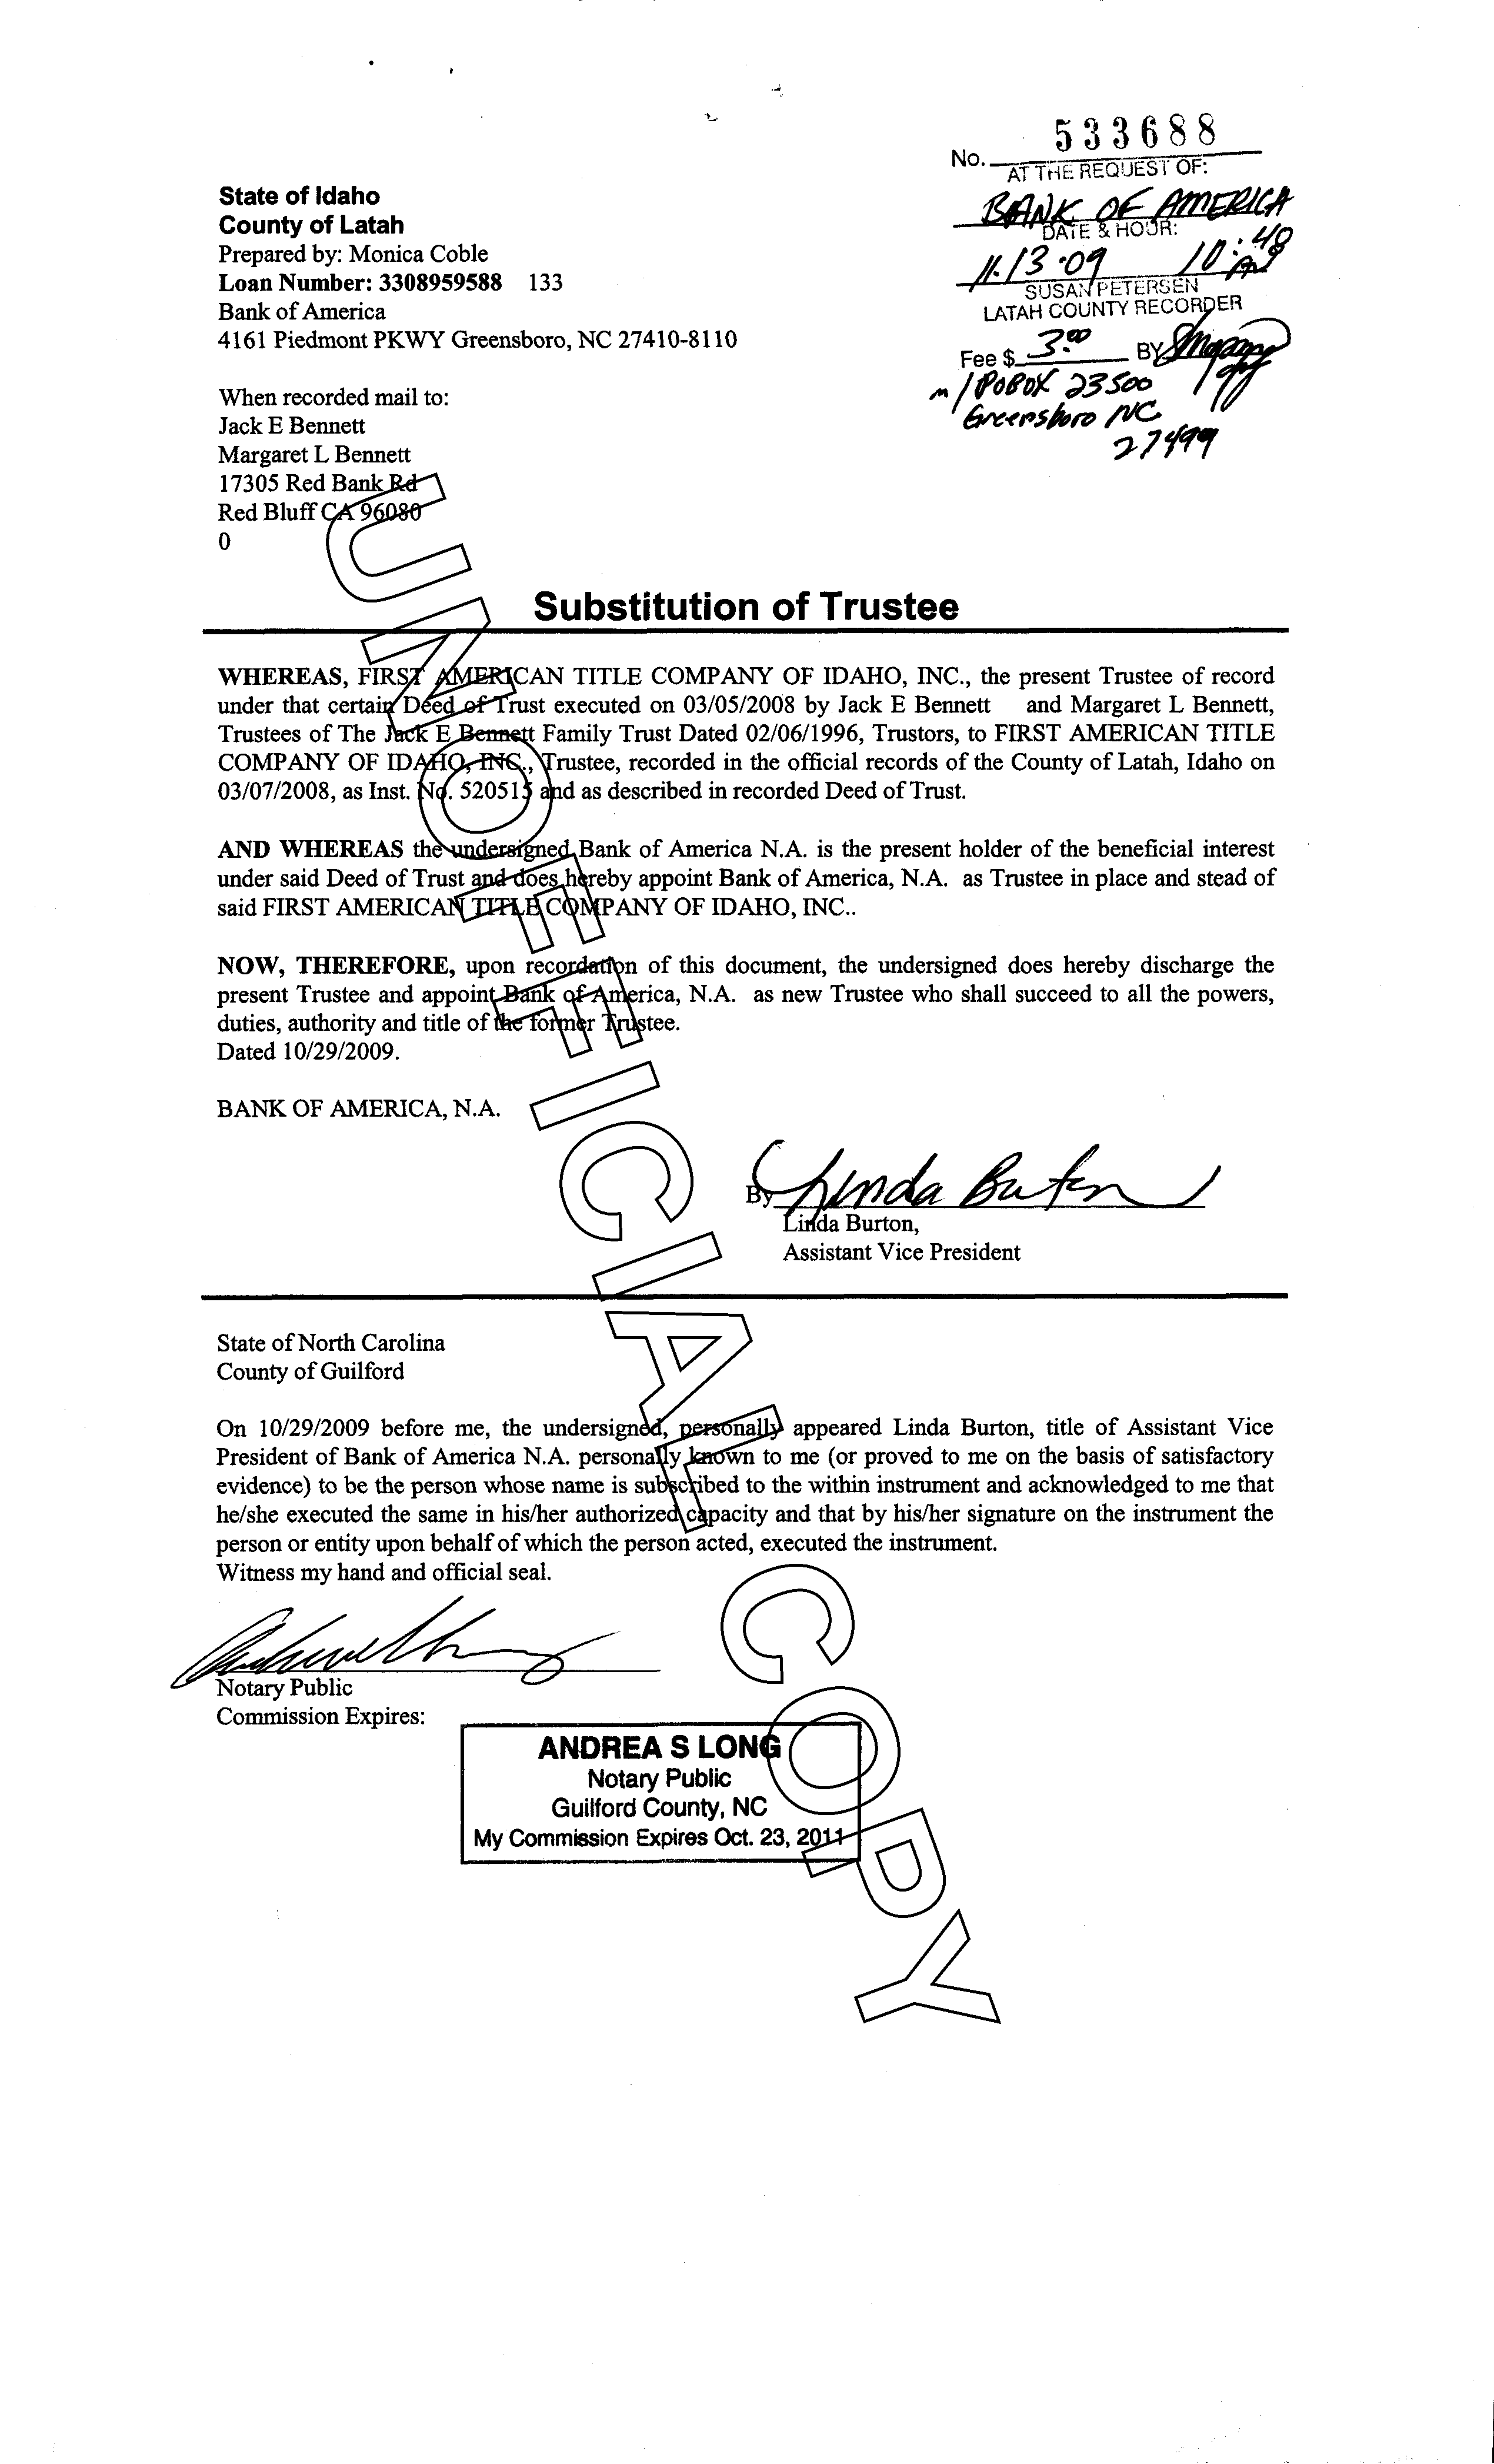 No. 533688
AT THE REQUEST OF:
BANK OF AMERICA
DATE & HOUR:
11.13.09 10:48
SUSAN PETERSEN
LATAH COUNTY RECORDER
Fee $ 3.00 BY
m/POBOX 23500
Greensboro NC
27499
State of Idaho
County of Latah
Prepared by: Monica Coble
Loan Number: 3308959588 133
Bank of America
4161 Piedmont PKWY Greensboro, NC 27410-8110
When recorded mail to:
Jack E Bennett
Margaret L Bennett
17305 Red Bank Rd
Red Bluff CA 96080
0
Substitution of Trustee
WHEREAS, FIRST AMERICAN TITLE COMPANY OF IDAHO, INC., the present Trustee of record
under that certain Deed of Trust executed on 03/05/2008 by Jack E Bennett and Margaret L Bennett,
Trustees of The Jack E Bennett Family Trust Dated 02/06/1996, Trustors, to FIRST AMERICAN TITLE
COMPANY OF IDAHO, INC., Trustee, recorded in the official records of the County of Latah, Idaho on
03/07/2008, as Inst. No. 520515 and as described in recorded Deed of Trust.
AND WHEREAS the undersigned Bank of America N.A. is the present holder of the beneficial interest
under said Deed of Trust and does hereby appoint Bank of America, N.A. as Trustee in place and stead of
said FIRST AMERICAN TITLE COMPANY OF IDAHO, INC..
NOW, THEREFORE, upon recordation of this document, the undersigned does hereby discharge the
present Trustee and appoint Bank of America, N.A. as new Trustee who shall succeed to all the powers,
duties, authority and title of the former Trustee.
Dated 10/29/2009.
BANK OF AMERICA, N.A.
By Linda Burton
Linda Burton,
Assistant Vice President
State of North Carolina
County of Guilford
On 10/29/2009 before me, the undersigned, personally appeared Linda Burton, title of Assistant Vice
President of Bank of America N.A. personally known to me (or proved to me on the basis of satisfactory
evidence) to be the person whose name is subscribed to the within instrument and acknowledged to me that
he/she executed the same in his/her authorized capacity and that by his/her signature on the instrument the
person or entity upon behalf of which the person acted, executed the instrument.
Witness my hand and official seal.
Notary Public
Commission Expires:
ANDREA S LONG
Notary Public
Guilford County, NC
My Commission Expires Oct. 23, 2011
UNOFFICIAL COPY